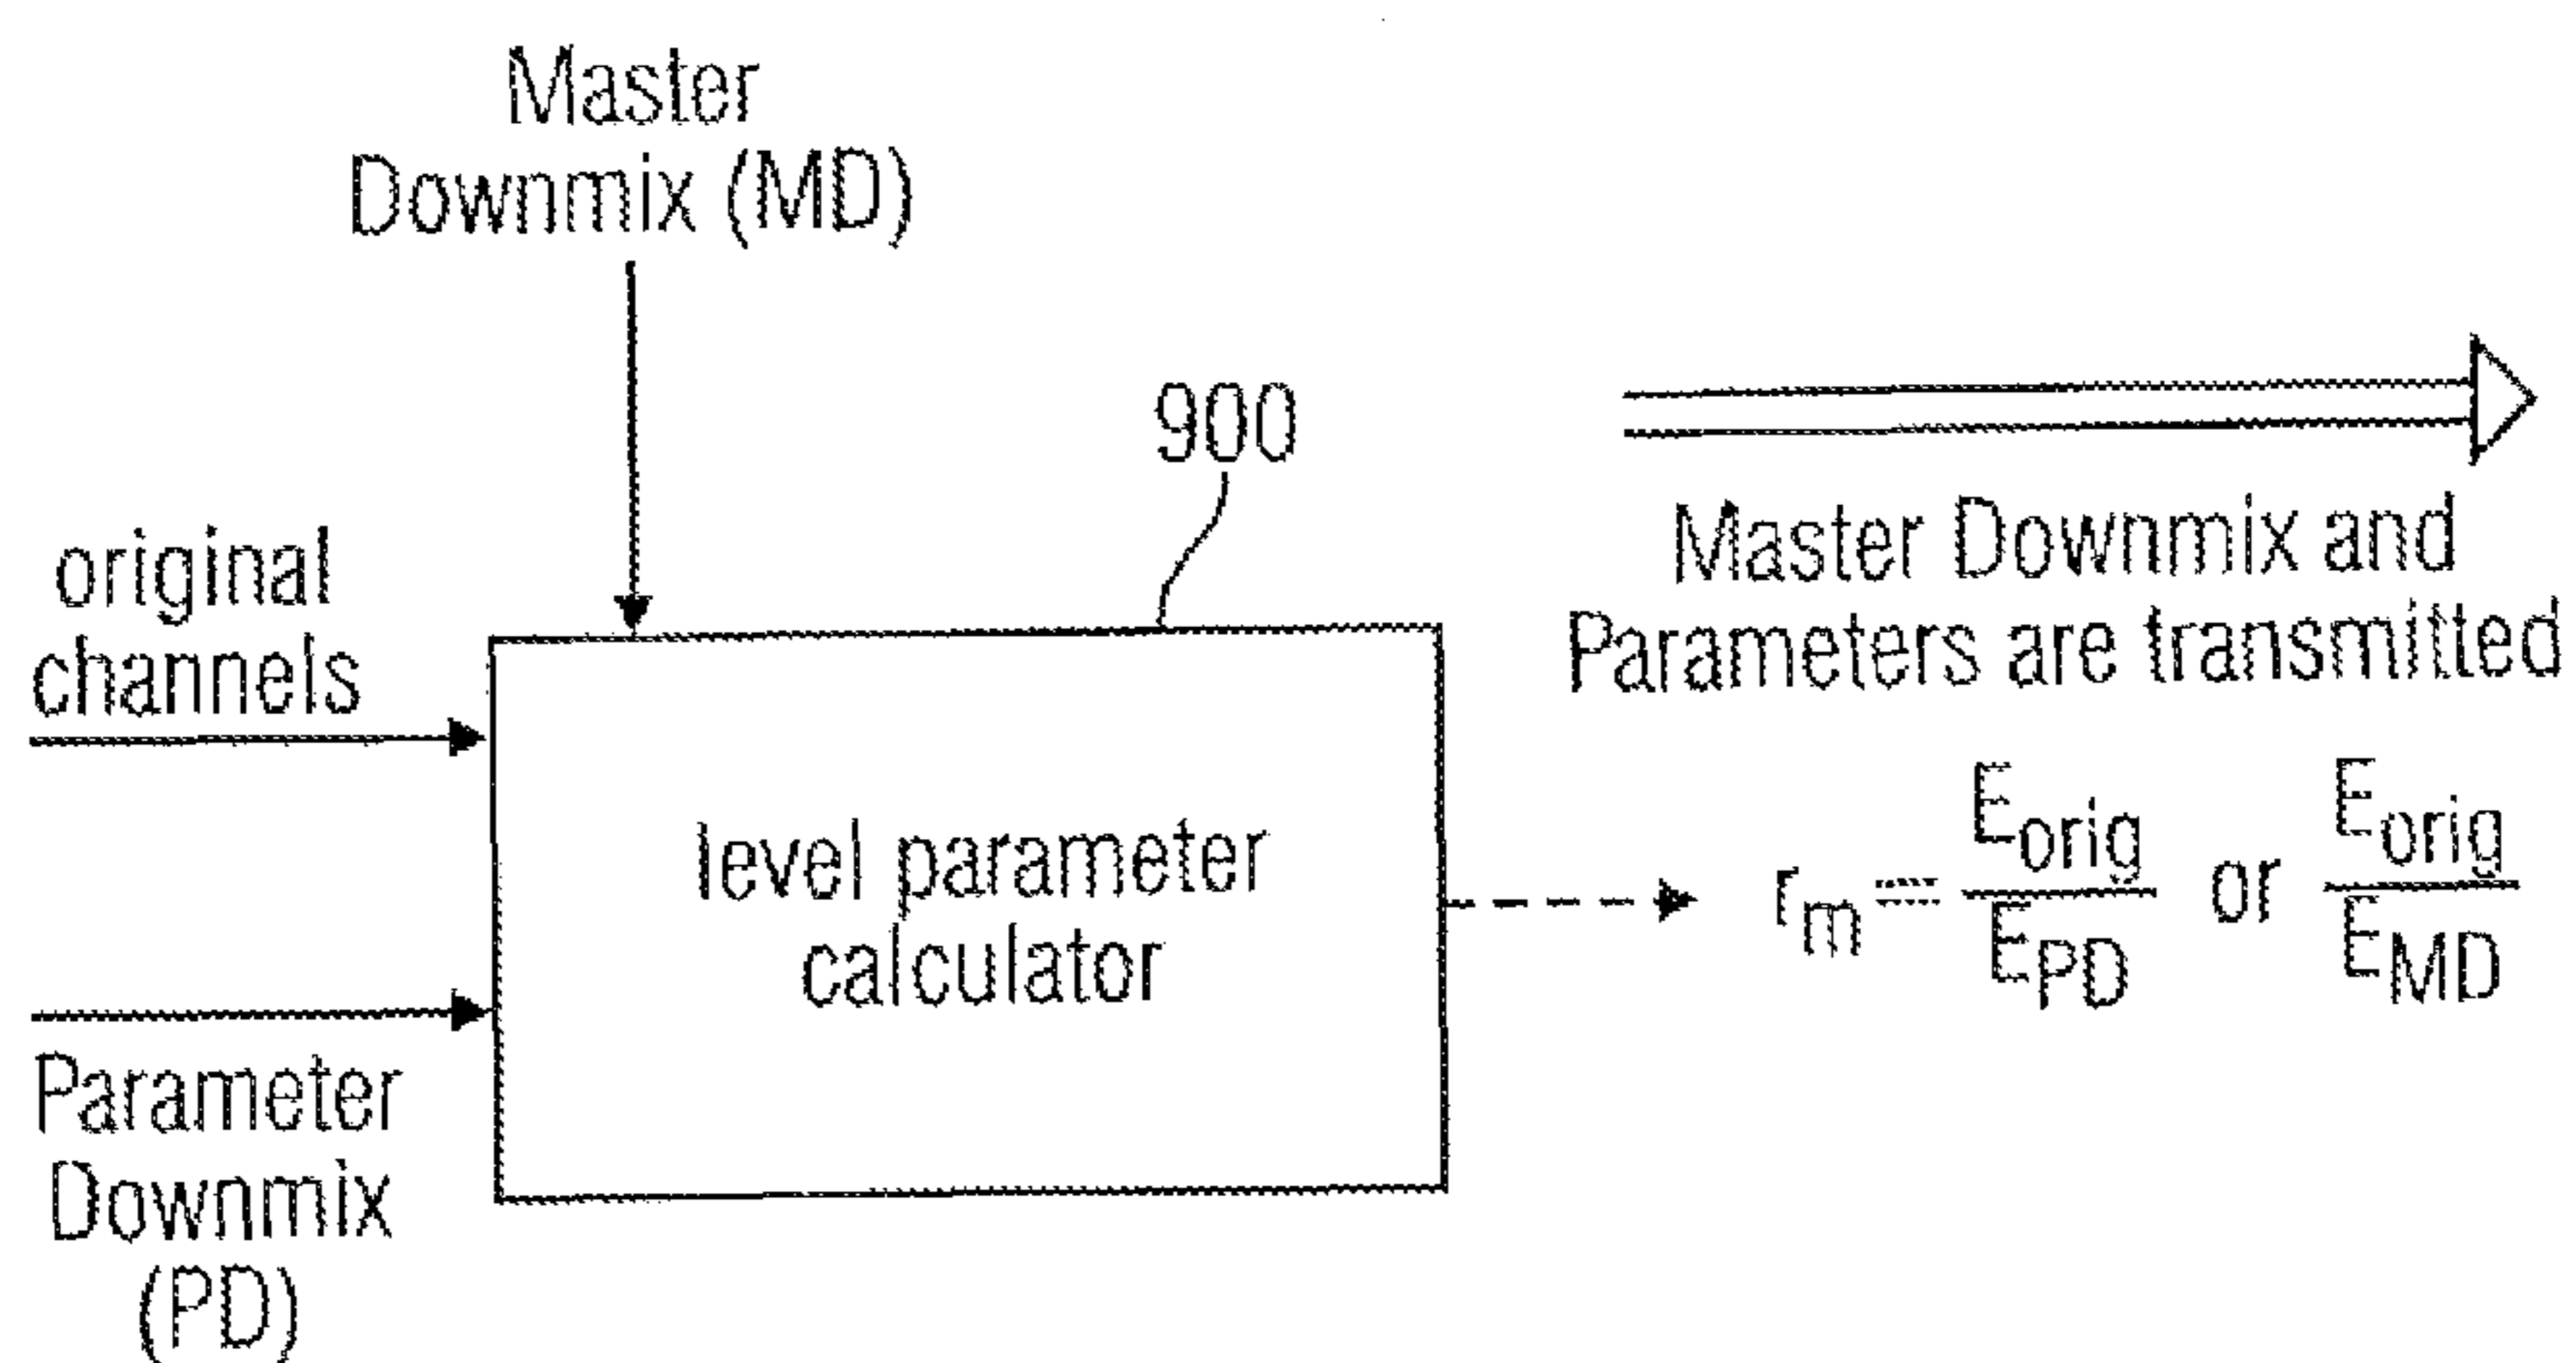 Master
Downmix (MD)
900
original
channels
Master Downmix and
Parameters are transmitted
level parameter
calculator
r_m = E_orig / E_PD or E_orig / E_MD
Parameter
Downmix
(PD)